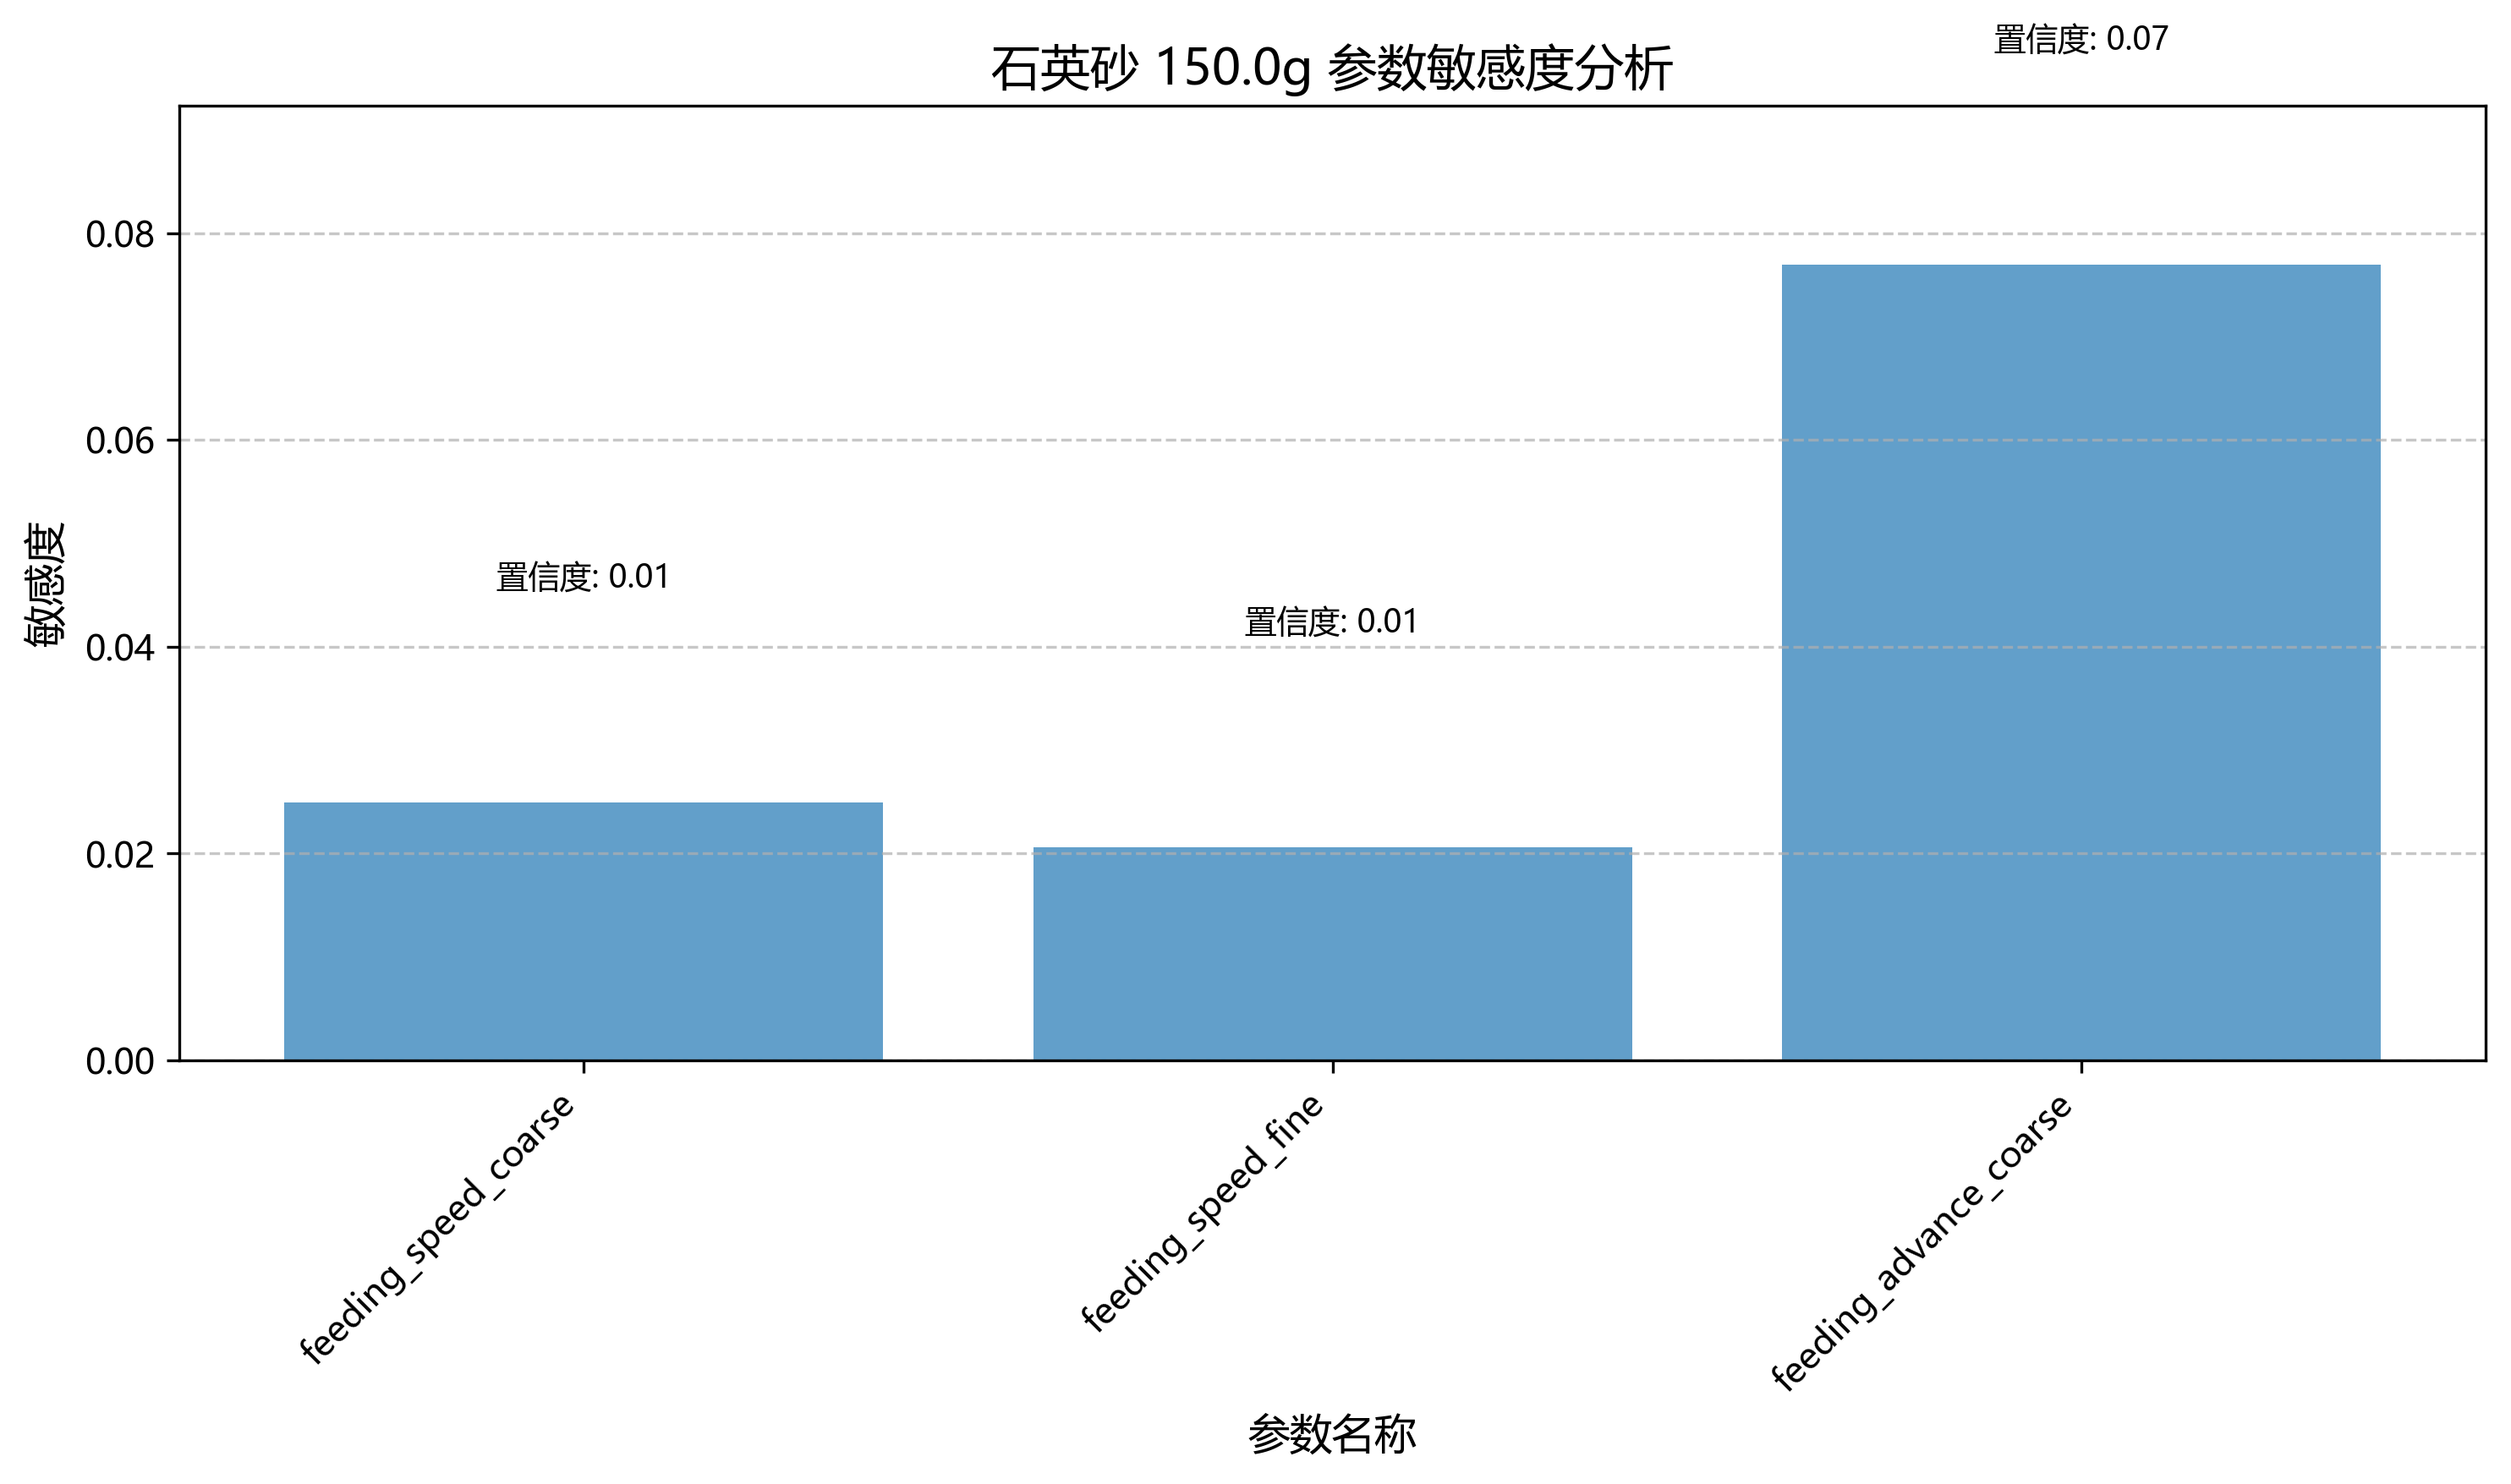 置信度: 0.07
石英砂 150.0g 参数敏感度分析
敏感度
0.08
0.06
0.04
0.02
0.00
置信度: 0.01
置信度: 0.01
feeding_speed_coarse
feeding_speed_fine
feeding_advance_coarse
参数名称